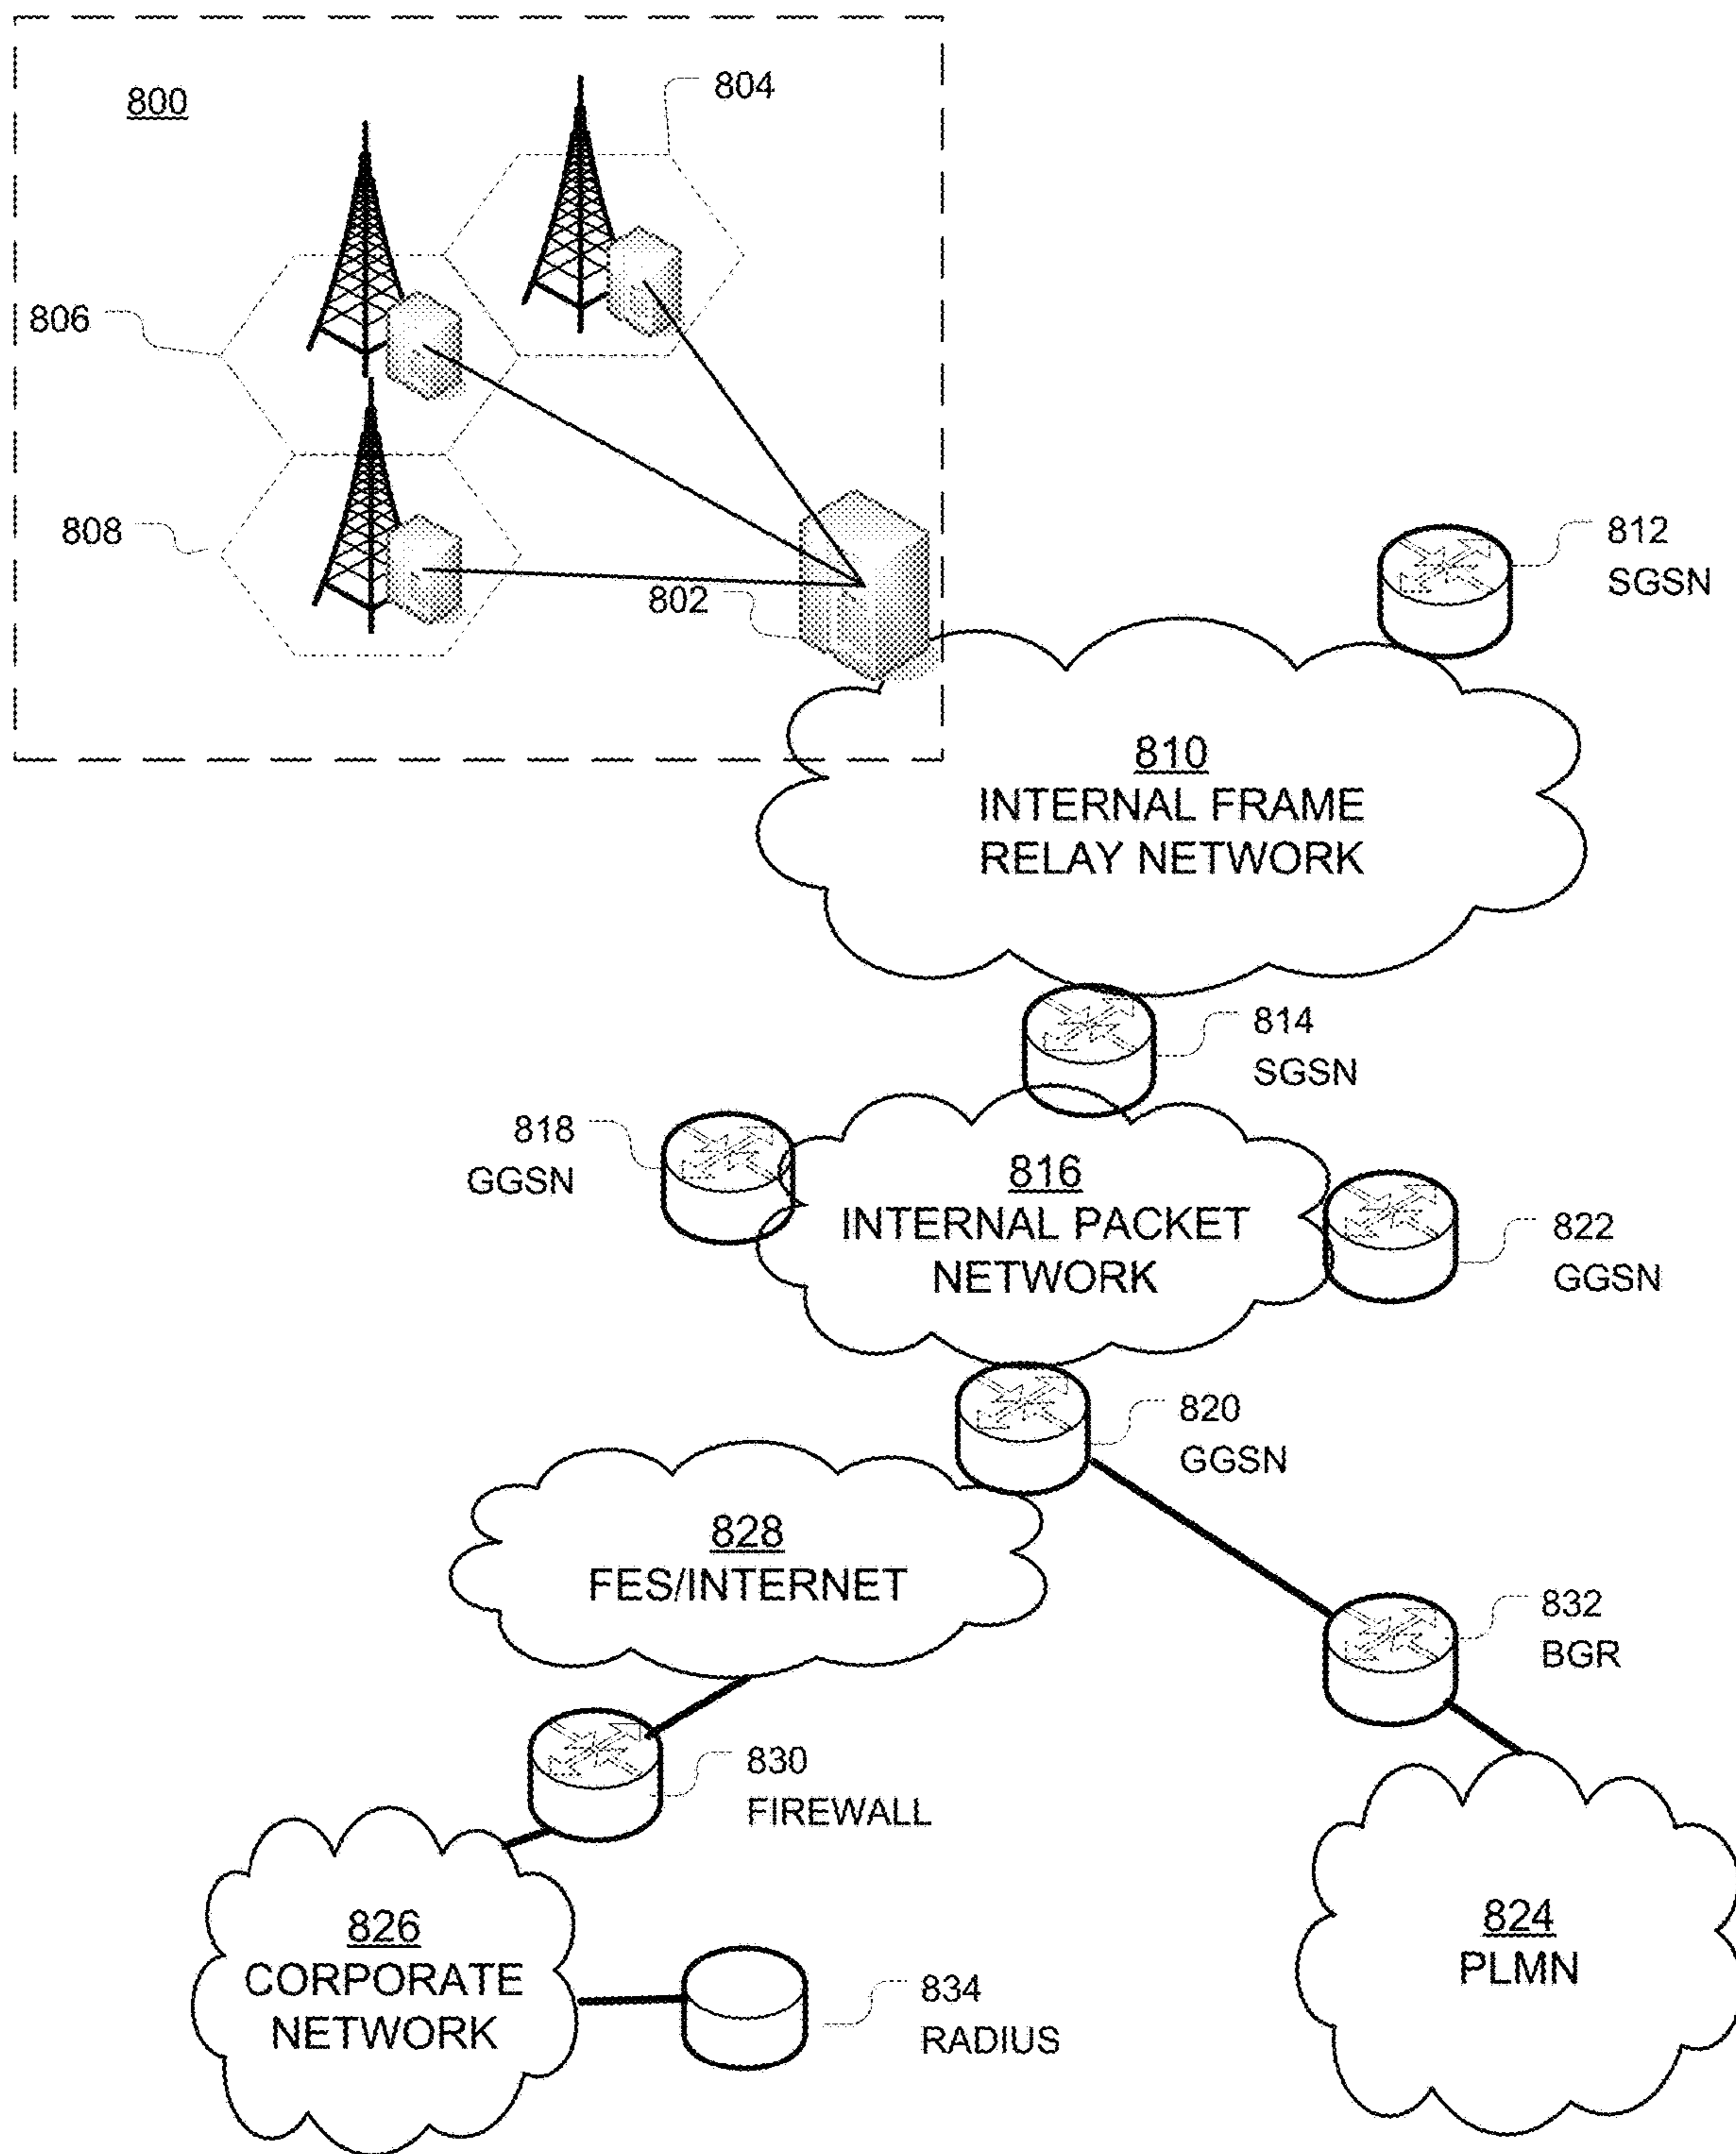 800
804
806
808
802
812
SGSN
810
INTERNAL FRAME
RELAY NETWORK
814
SGSN
818
GGSN
816
INTERNAL PACKET
NETWORK
822
GGSN
820
GGSN
828
FES/INTERNET
832
BGR
830
FIREWALL
826
CORPORATE
NETWORK
834
RADIUS
824
PLMN